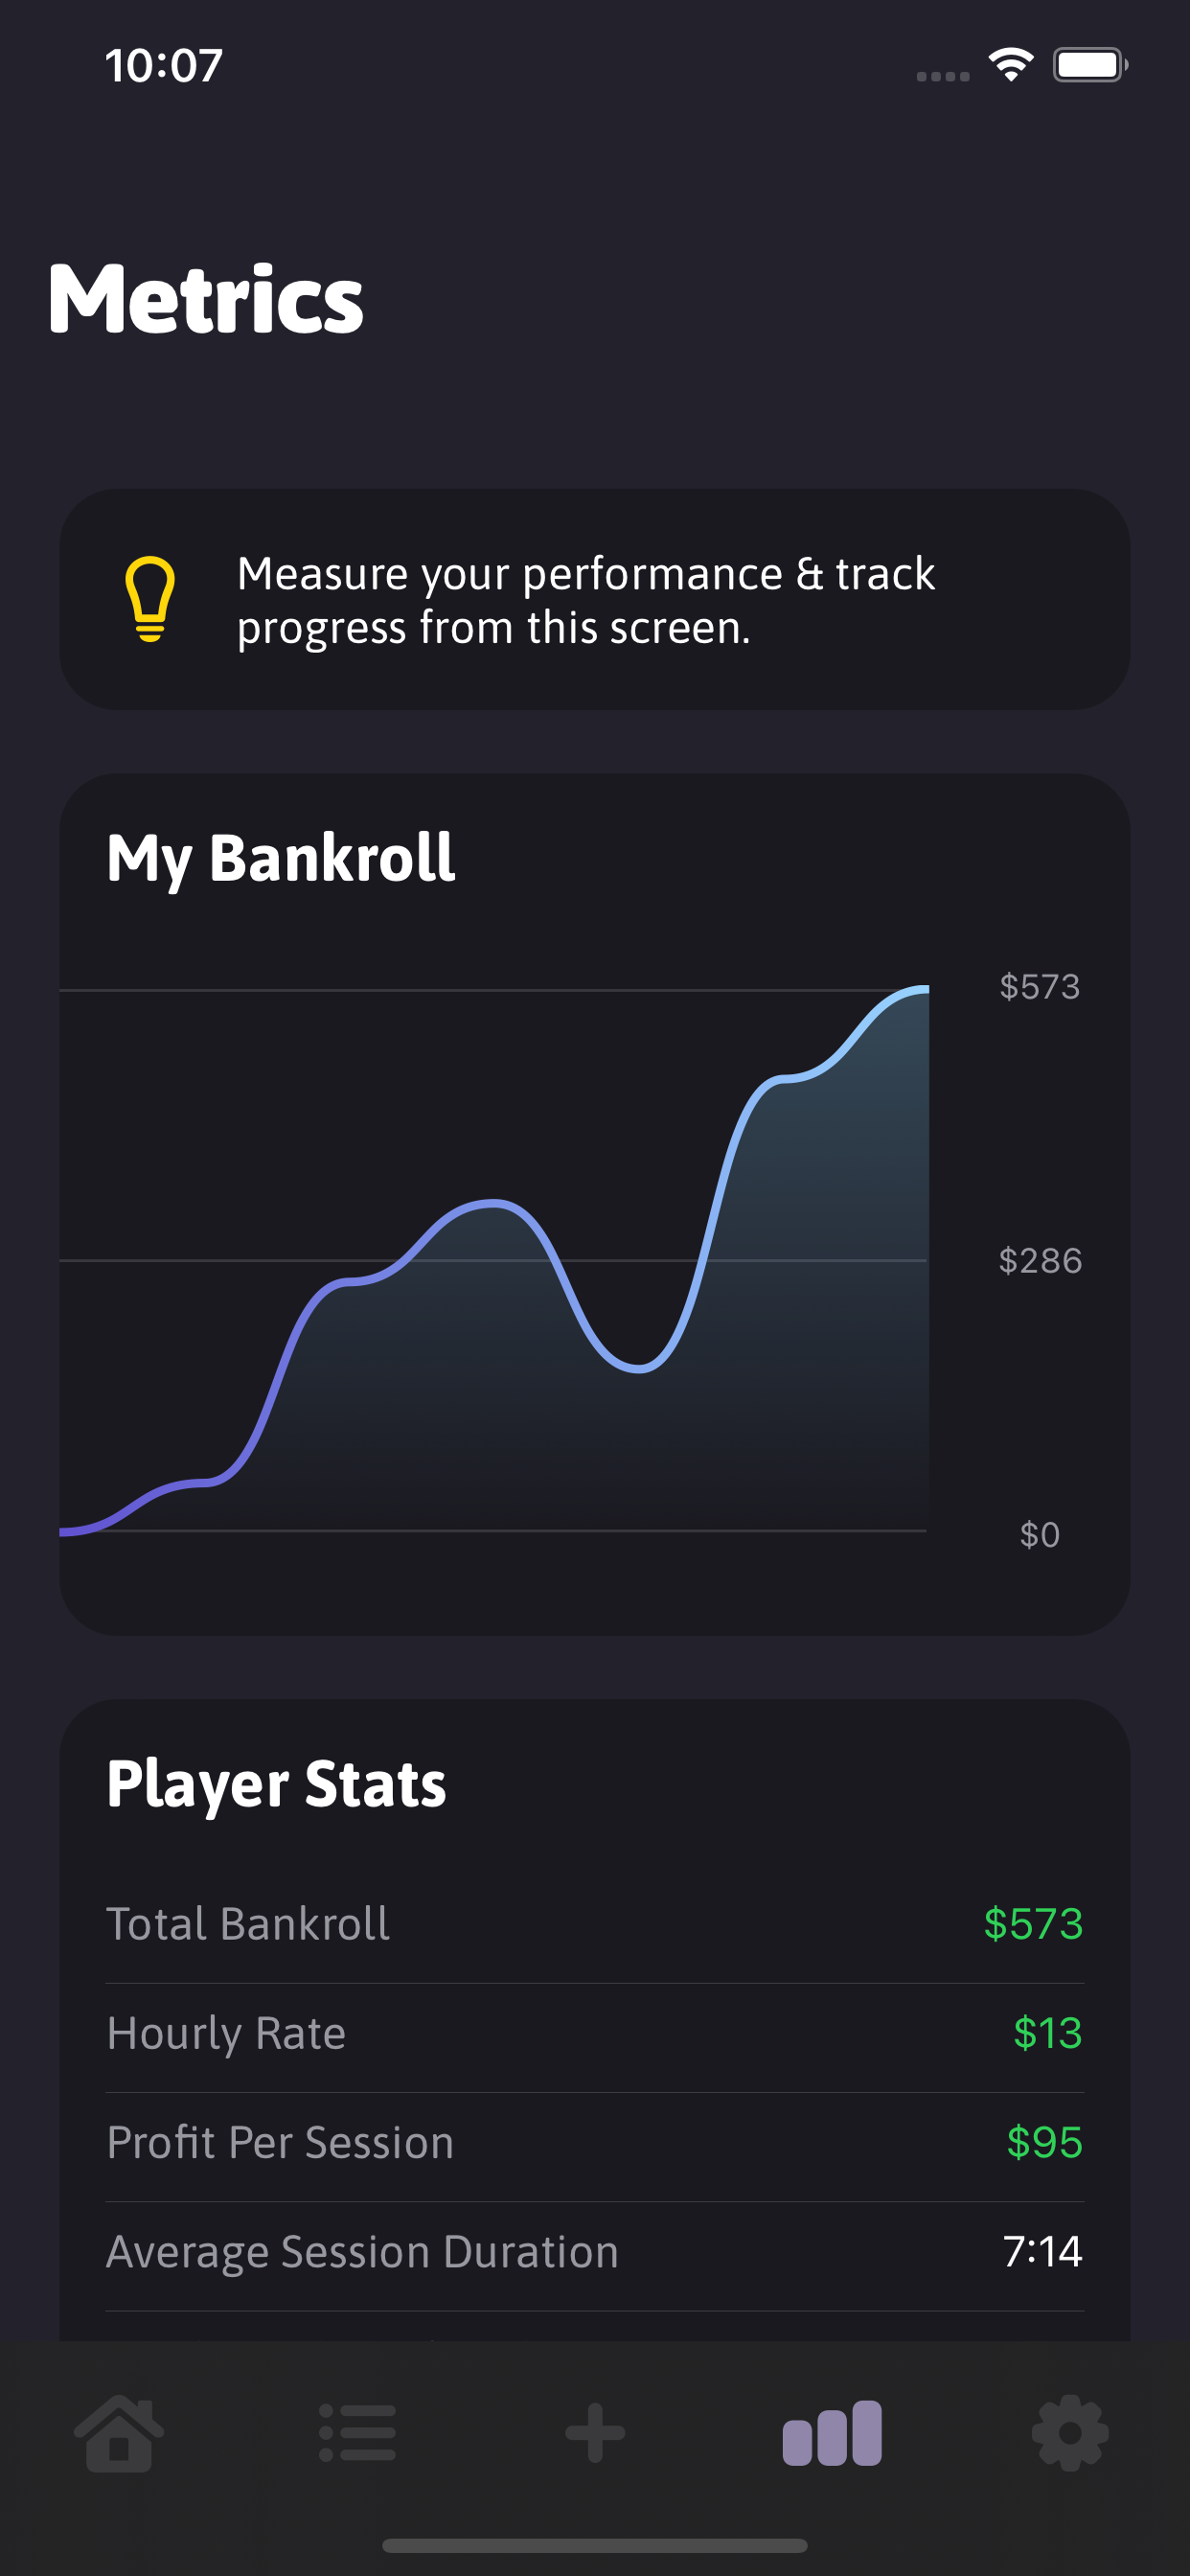 10:07
Metrics
Measure your performance & track
progress from this screen.
My Bankroll
$573
$286
$0
Player Stats
Total Bankroll $573
Hourly Rate $13
Profit Per Session $95
Average Session Duration 7:14